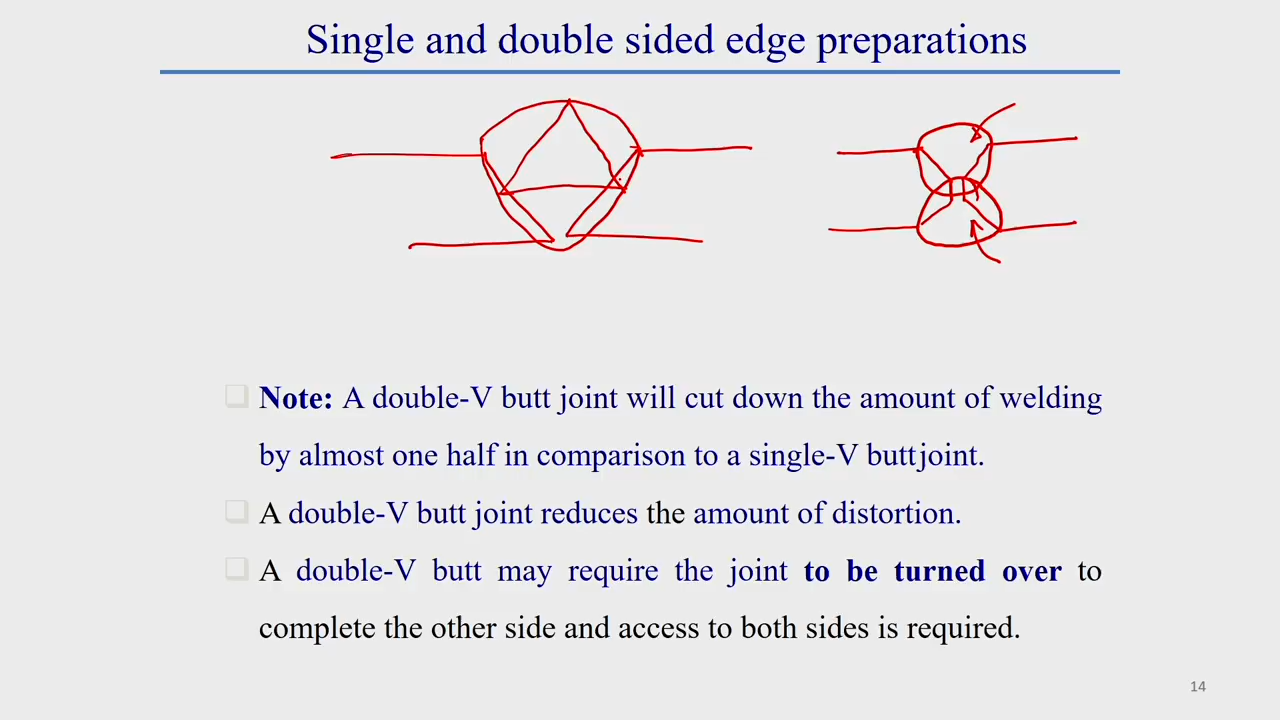 Single and double sided edge preparations
Note: A double-V butt joint will cut down the amount of welding
by almost one half in comparison to a single-V butt joint.
A double-V butt joint reduces the amount of distortion.
A double-V butt may require the joint to be turned over to
complete the other side and access to both sides is required.
14